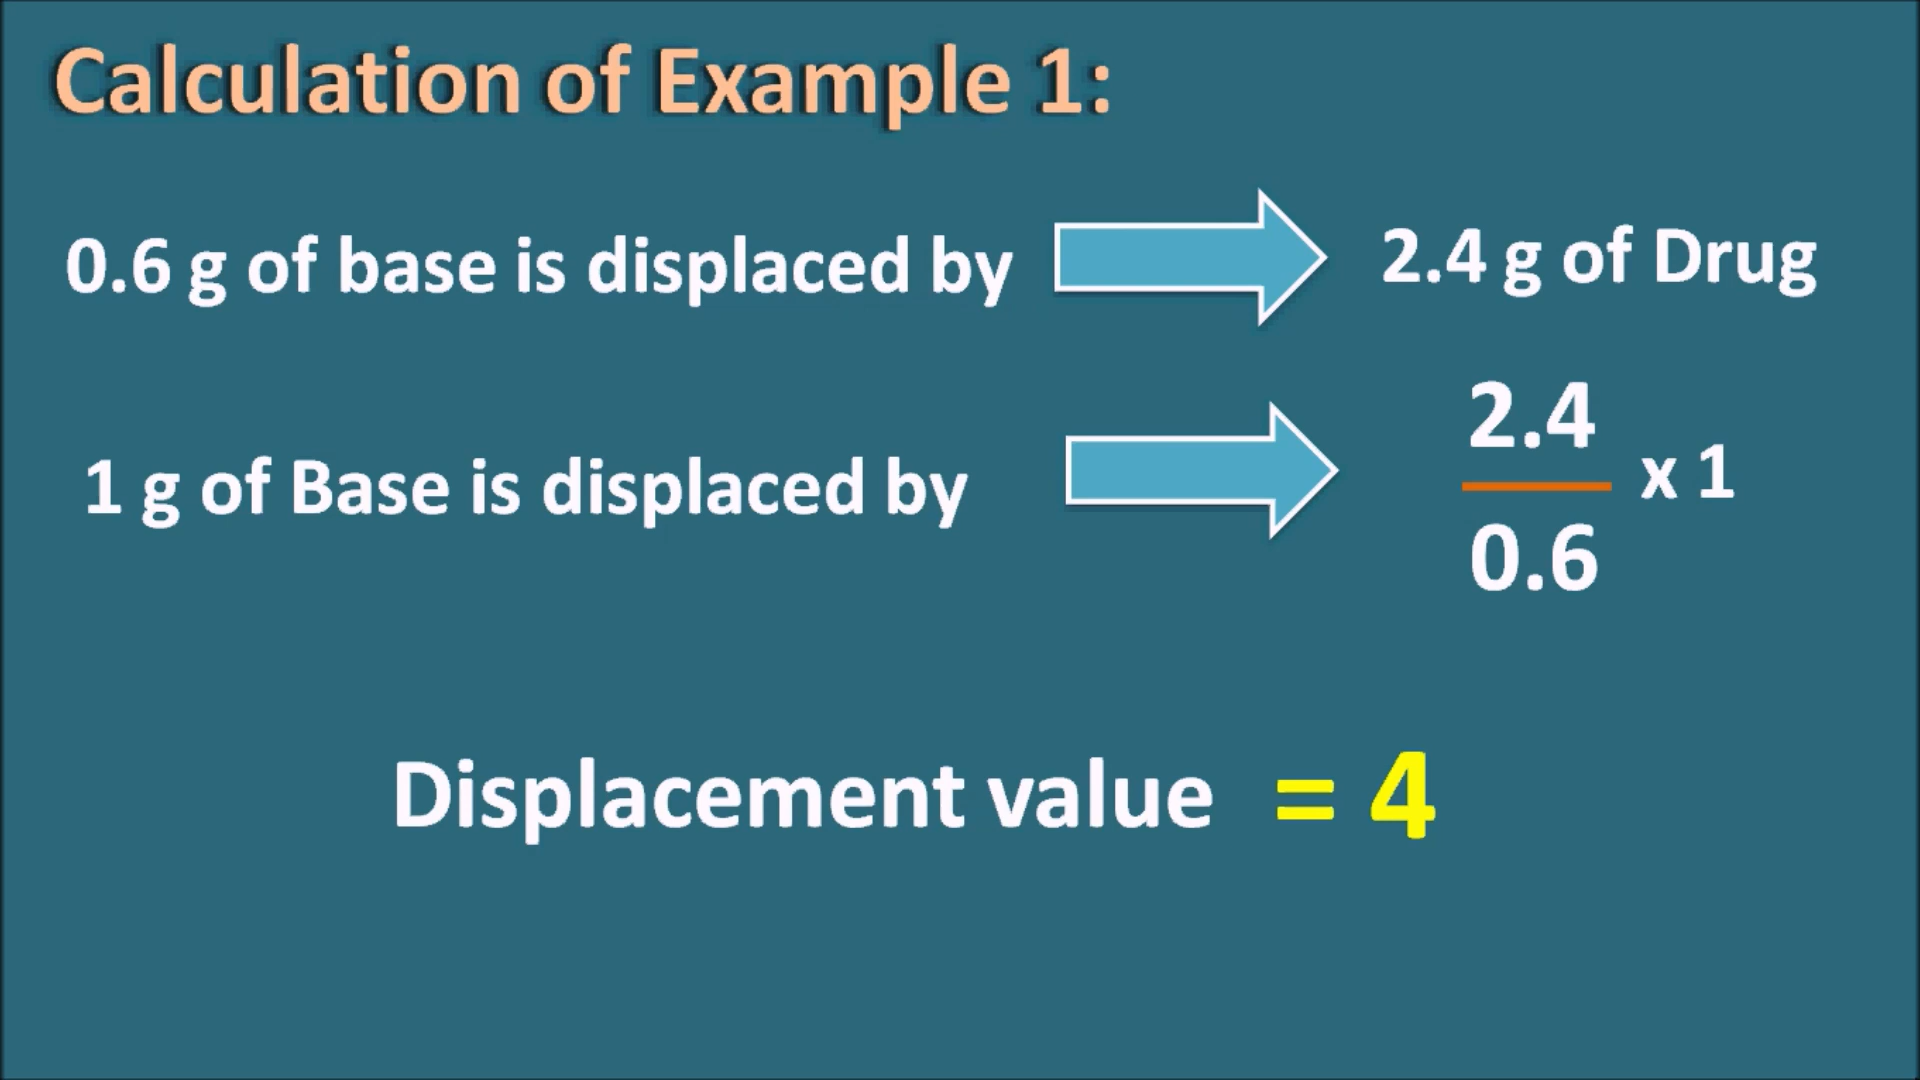 Calculation of Example 1:
0.6 g of base is displaced by 2.4 g of Drug
1 g of Base is displaced by 2.4 / 0.6 x 1
Displacement value = 4